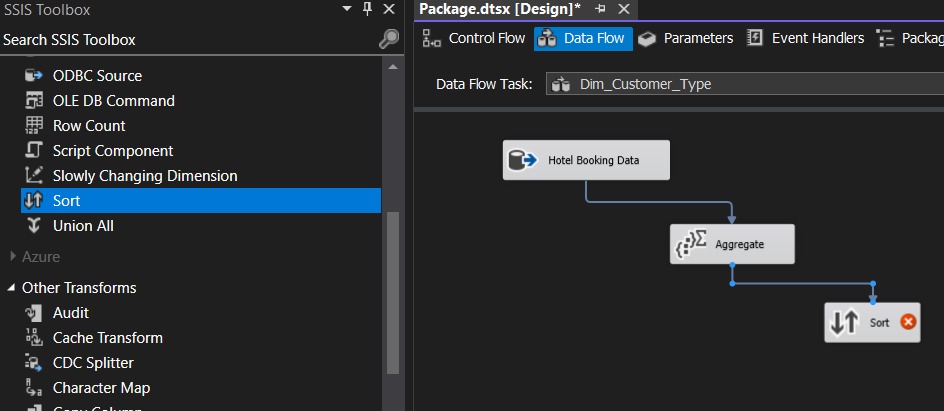 SSIS Toolbox
Search SSIS Toolbox
ODBC Source
OLE DB Command
Row Count
Script Component
Slowly Changing Dimension
Sort
Union All
Azure
Other Transforms
Audit
Cache Transform
CDC Splitter
Character Map
Copy Column
Package.dtsx [Design]*
Control Flow
Data Flow
Parameters
Event Handlers
Packag
Data Flow Task:
Dim_Customer_Type
Hotel Booking Data
Aggregate
Sort